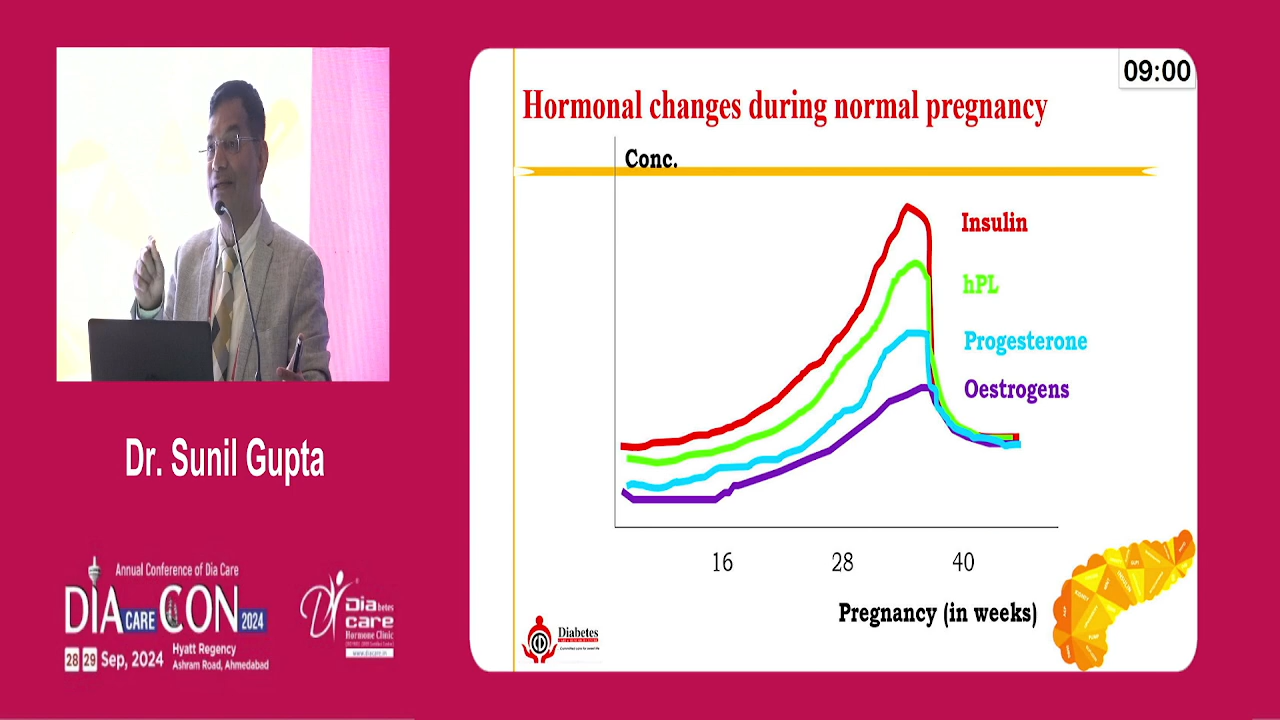 09:00
Hormonal changes during normal pregnancy
Conc.
Insulin
hPL
Progesterone
Oestrogens
16 28 40
Pregnancy (in weeks)
Diabetes
Dr. Sunil Gupta
Annual Conference of Dia Care
DIA CARE CON 2024
28 29 Sep, 2024
Hyatt Regency
Ashram Road, Ahmedabad
Diabetes
care
Hormone Clinic